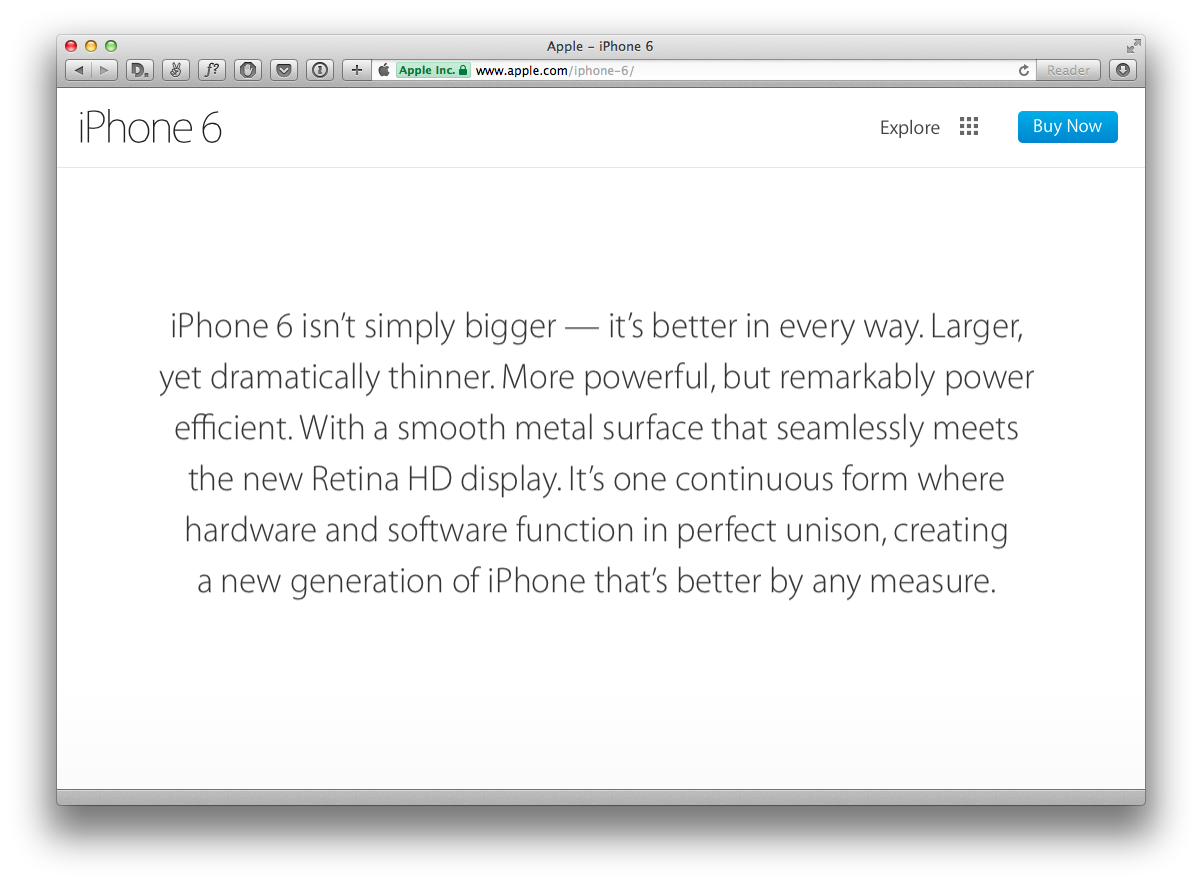 Apple – iPhone 6
D. f? + Apple Inc. www.apple.com/iphone-6/ Reader
iPhone 6
Explore
Buy Now
iPhone 6 isn’t simply bigger — it’s better in every way. Larger,
yet dramatically thinner. More powerful, but remarkably power
efficient. With a smooth metal surface that seamlessly meets
the new Retina HD display. It’s one continuous form where
hardware and software function in perfect unison, creating
a new generation of iPhone that’s better by any measure.